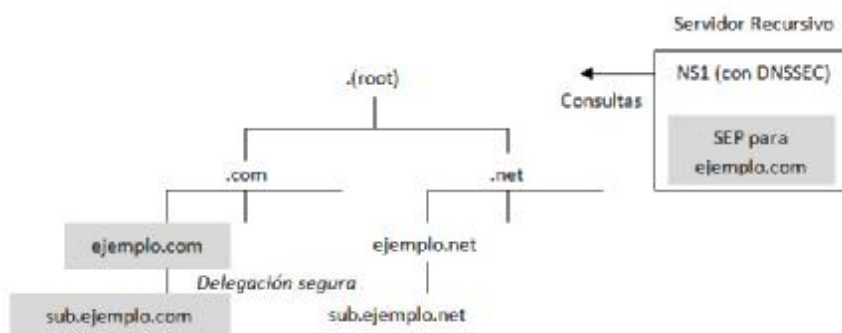 Servidor Recursivo
NS1 (con DNSSEC)
.(root)
Consultas
SEP para
ejemplo.com
.com
.net
ejemplo.com
ejemplo.net
Delegación segura
sub.ejemplo.com
sub.ejemplo.net